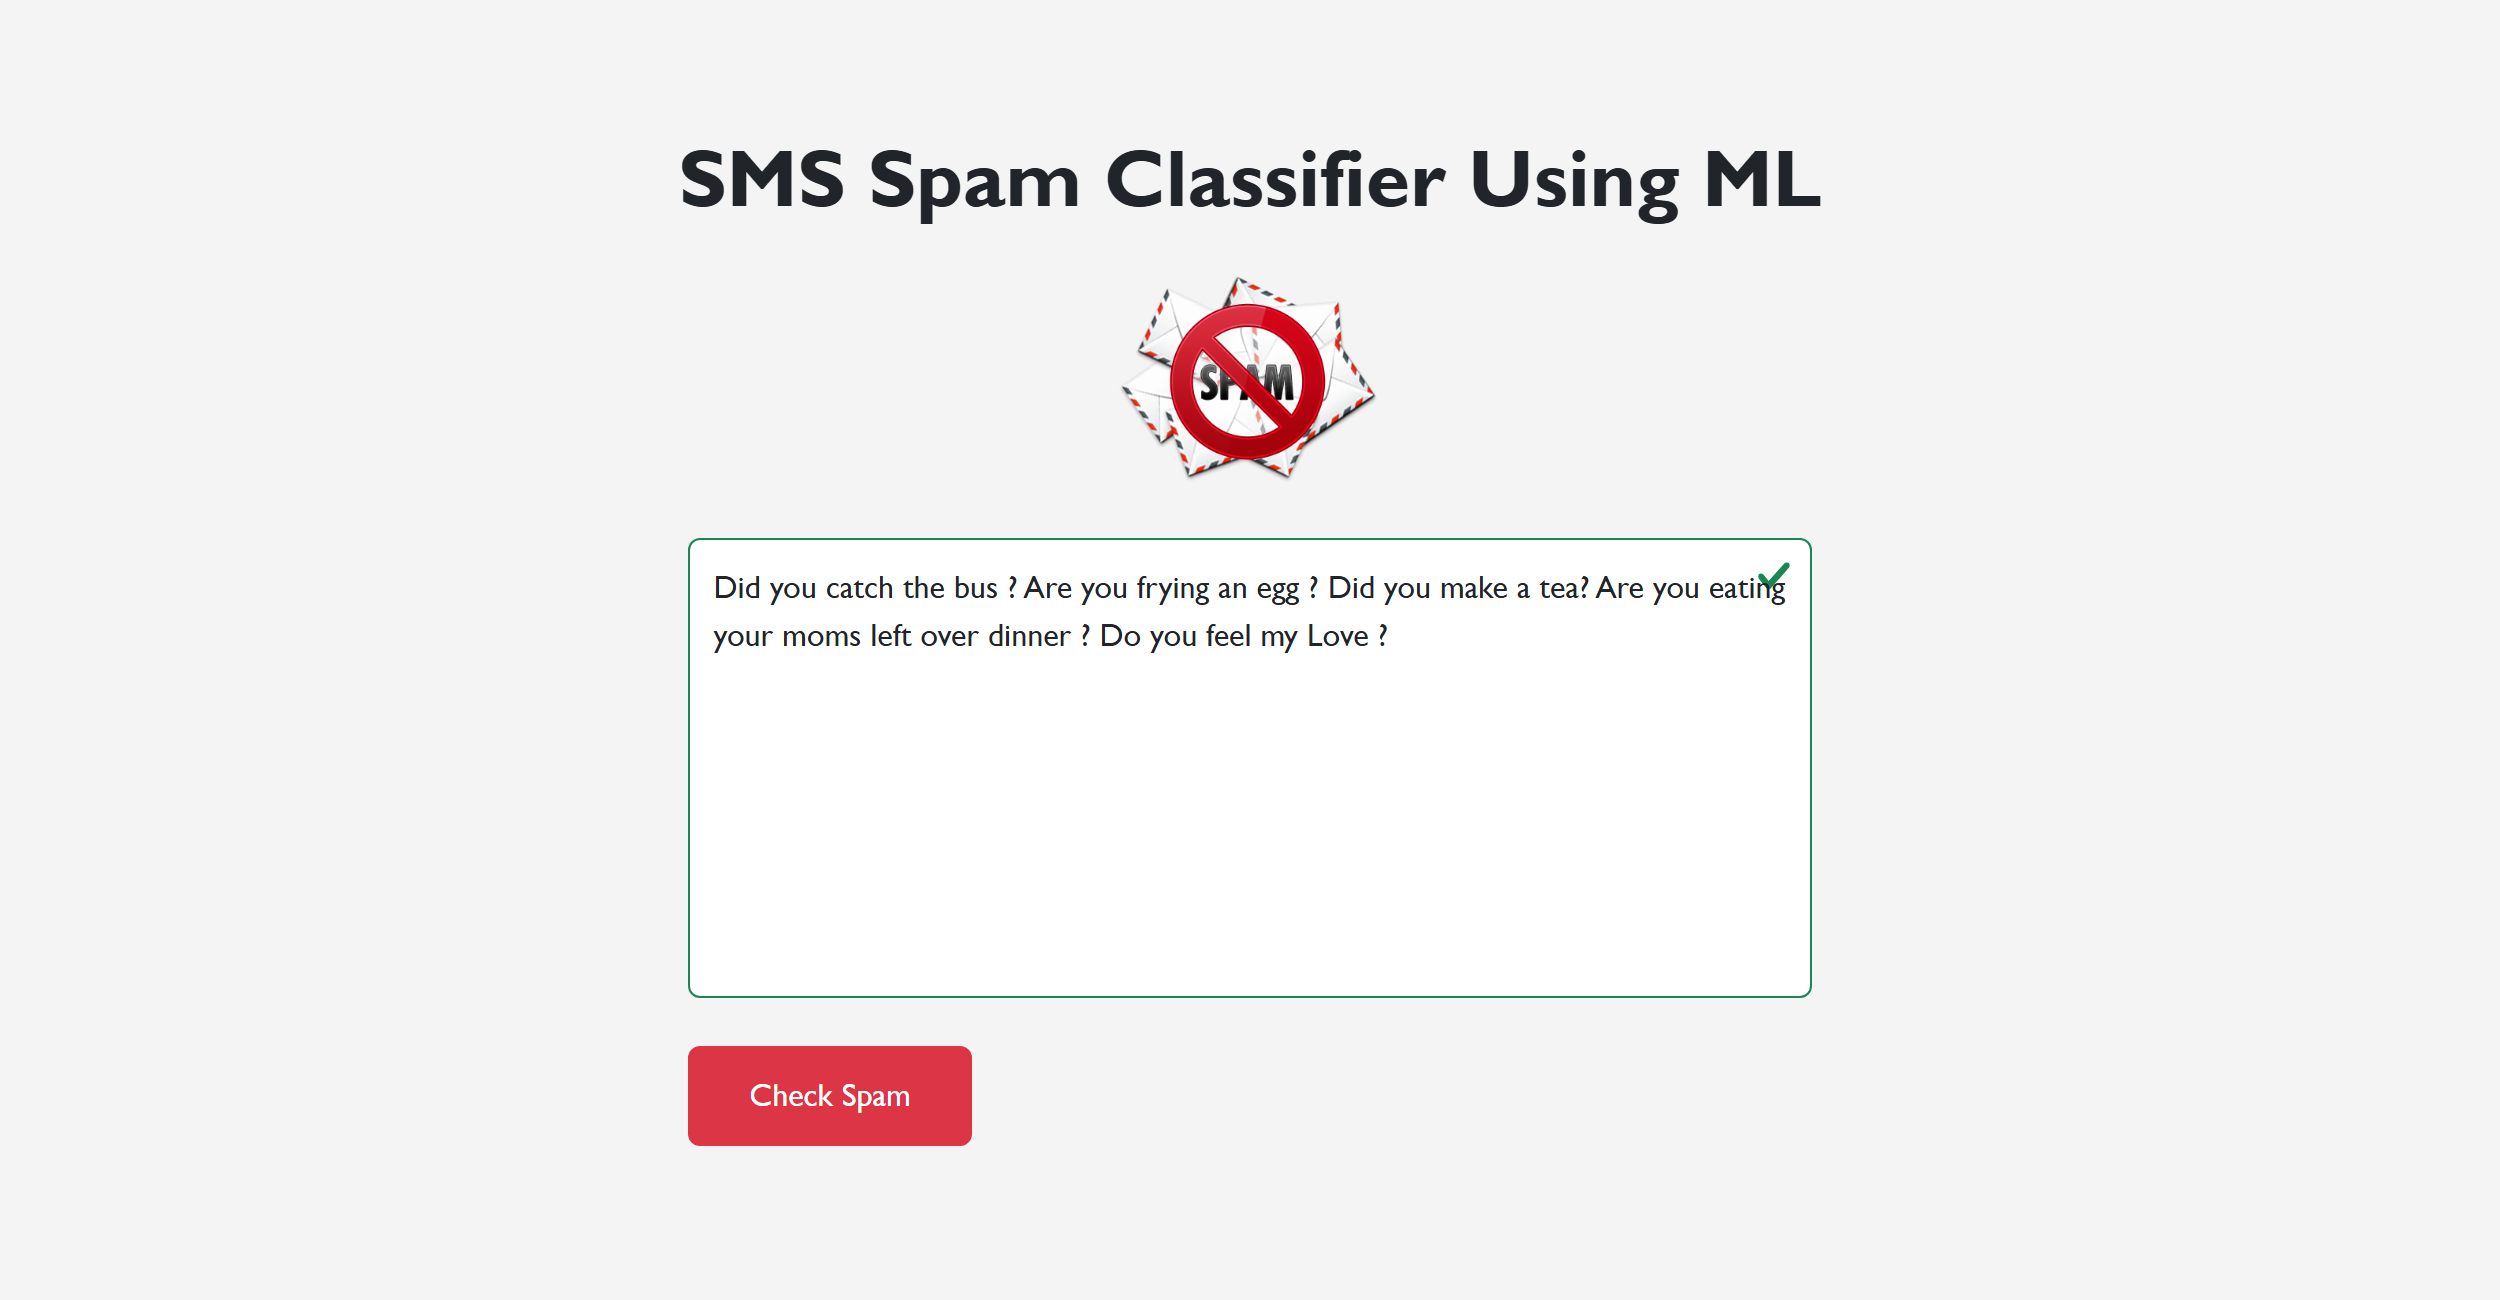 SMS Spam Classifier Using ML
SPAM
Did you catch the bus ? Are you frying an egg ? Did you make a tea? Are you eating
your moms left over dinner ? Do you feel my Love ?
Check Spam